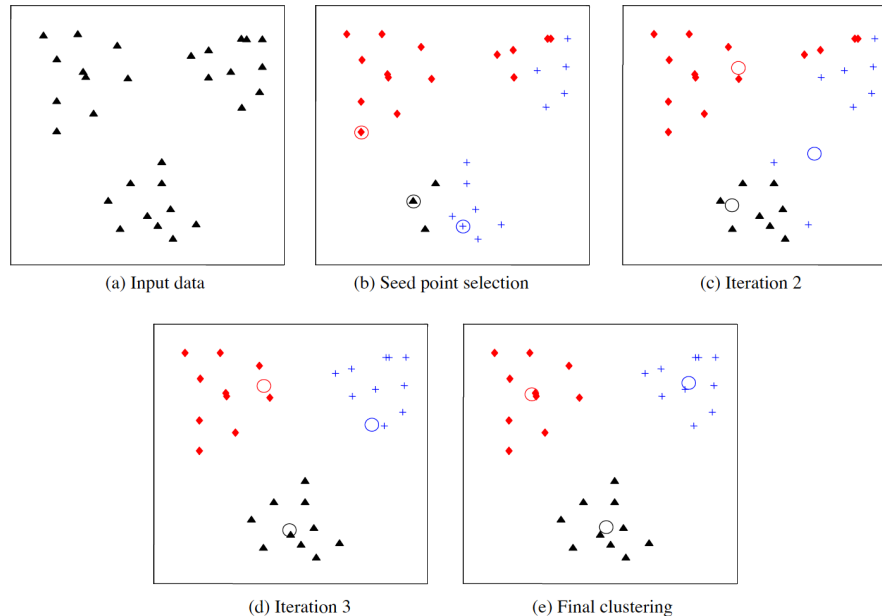 (a) Input data
(b) Seed point selection
(c) Iteration 2
(d) Iteration 3
(e) Final clustering